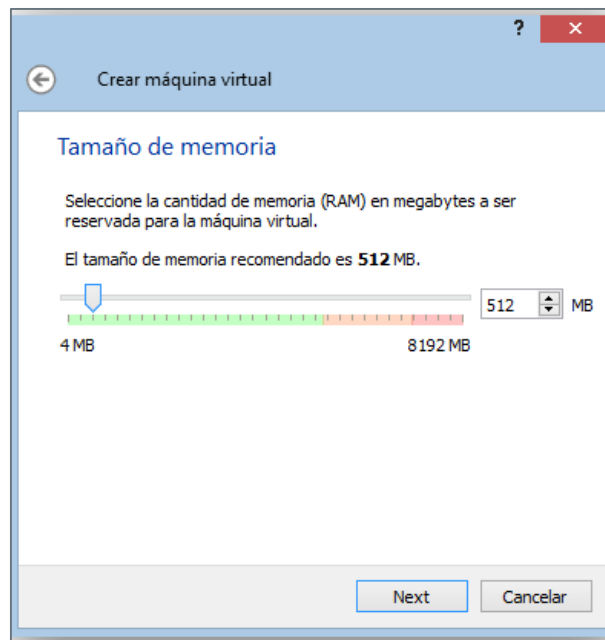 ?
Crear máquina virtual
Tamaño de memoria
Seleccione la cantidad de memoria (RAM) en megabytes a ser
reservada para la máquina virtual.
El tamaño de memoria recomendado es 512 MB.
512 MB
4 MB 8192 MB
Next Cancelar